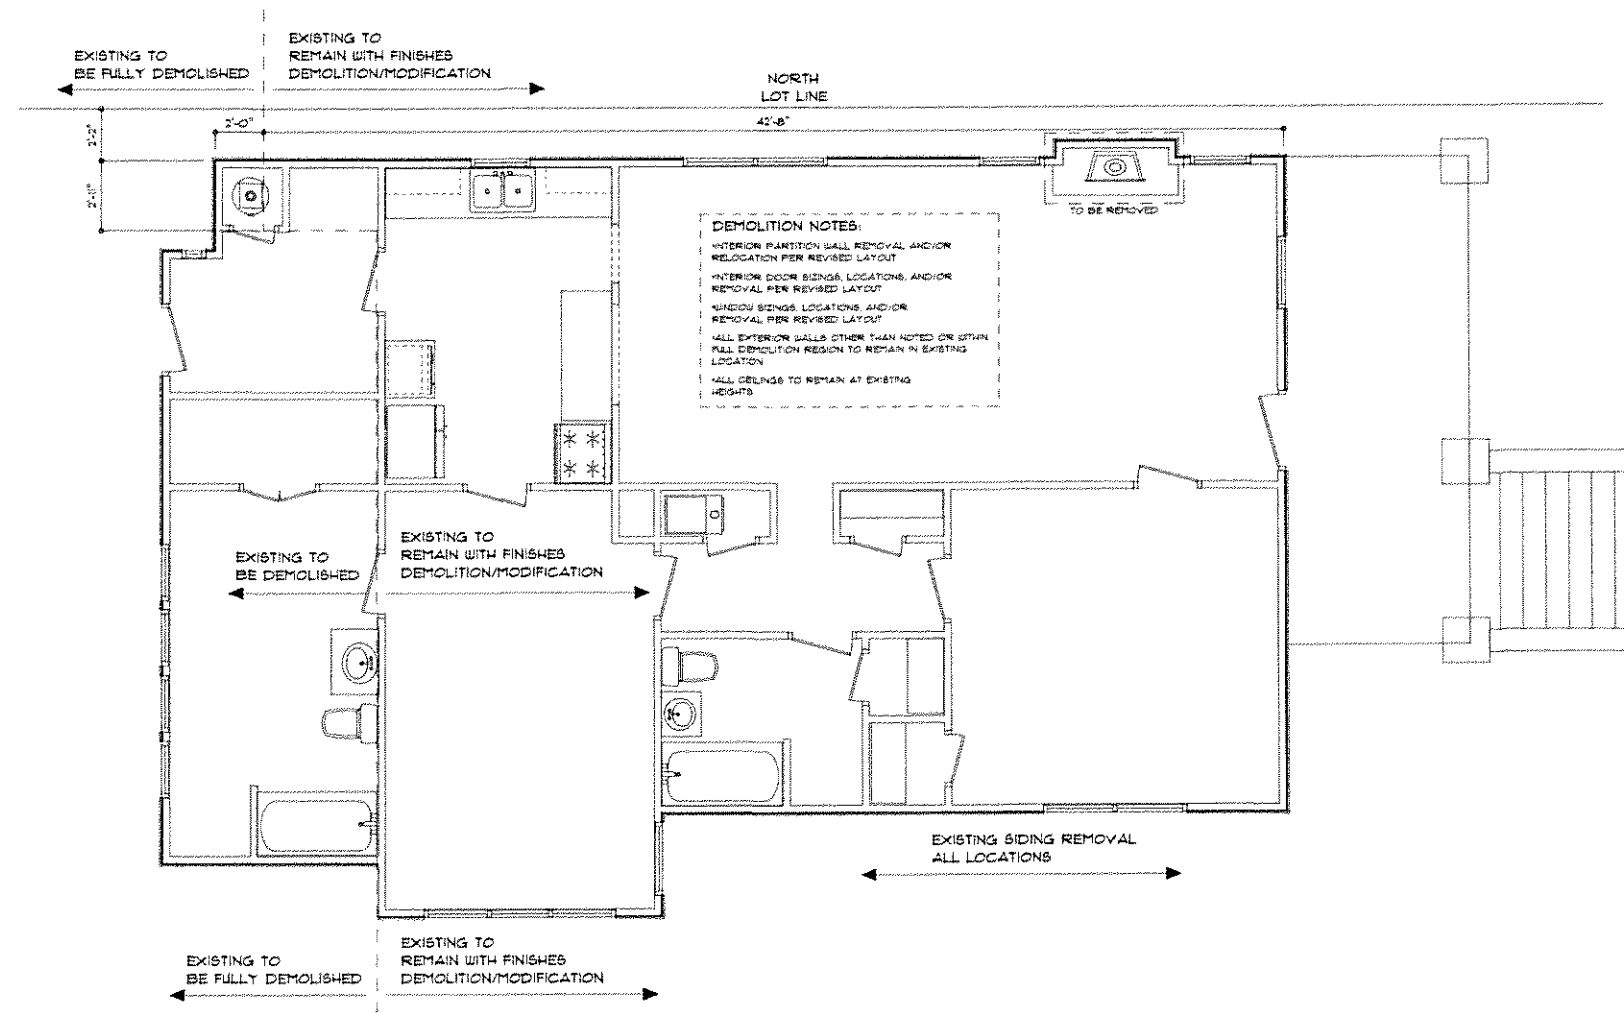 EXISTING TO
BE FULLY DEMOLISHED
EXISTING TO
REMAIN WITH FINISHES
DEMOLITION/MODIFICATION
NORTH
LOT LINE
2'-0"
42'-8"
2'-2"
2'-11"
TO BE REMOVED
DEMOLITION NOTES:
•INTERIOR PARTITION WALL REMOVAL AND/OR
RELOCATION PER REVISED LAYOUT
•INTERIOR DOOR SIZINGS, LOCATIONS, AND/OR
REMOVAL PER REVISED LAYOUT
•WINDOW SIZINGS, LOCATIONS, AND/OR
REMOVAL PER REVISED LAYOUT
•ALL EXTERIOR WALLS OTHER THAN NOTED OR WITHIN
FULL DEMOLITION REGION TO REMAIN IN EXISTING
LOCATION
•ALL CEILINGS TO REMAIN AT EXISTING
HEIGHTS
EXISTING TO
BE DEMOLISHED
EXISTING TO
REMAIN WITH FINISHES
DEMOLITION/MODIFICATION
EXISTING SIDING REMOVAL
ALL LOCATIONS
EXISTING TO
BE FULLY DEMOLISHED
EXISTING TO
REMAIN WITH FINISHES
DEMOLITION/MODIFICATION